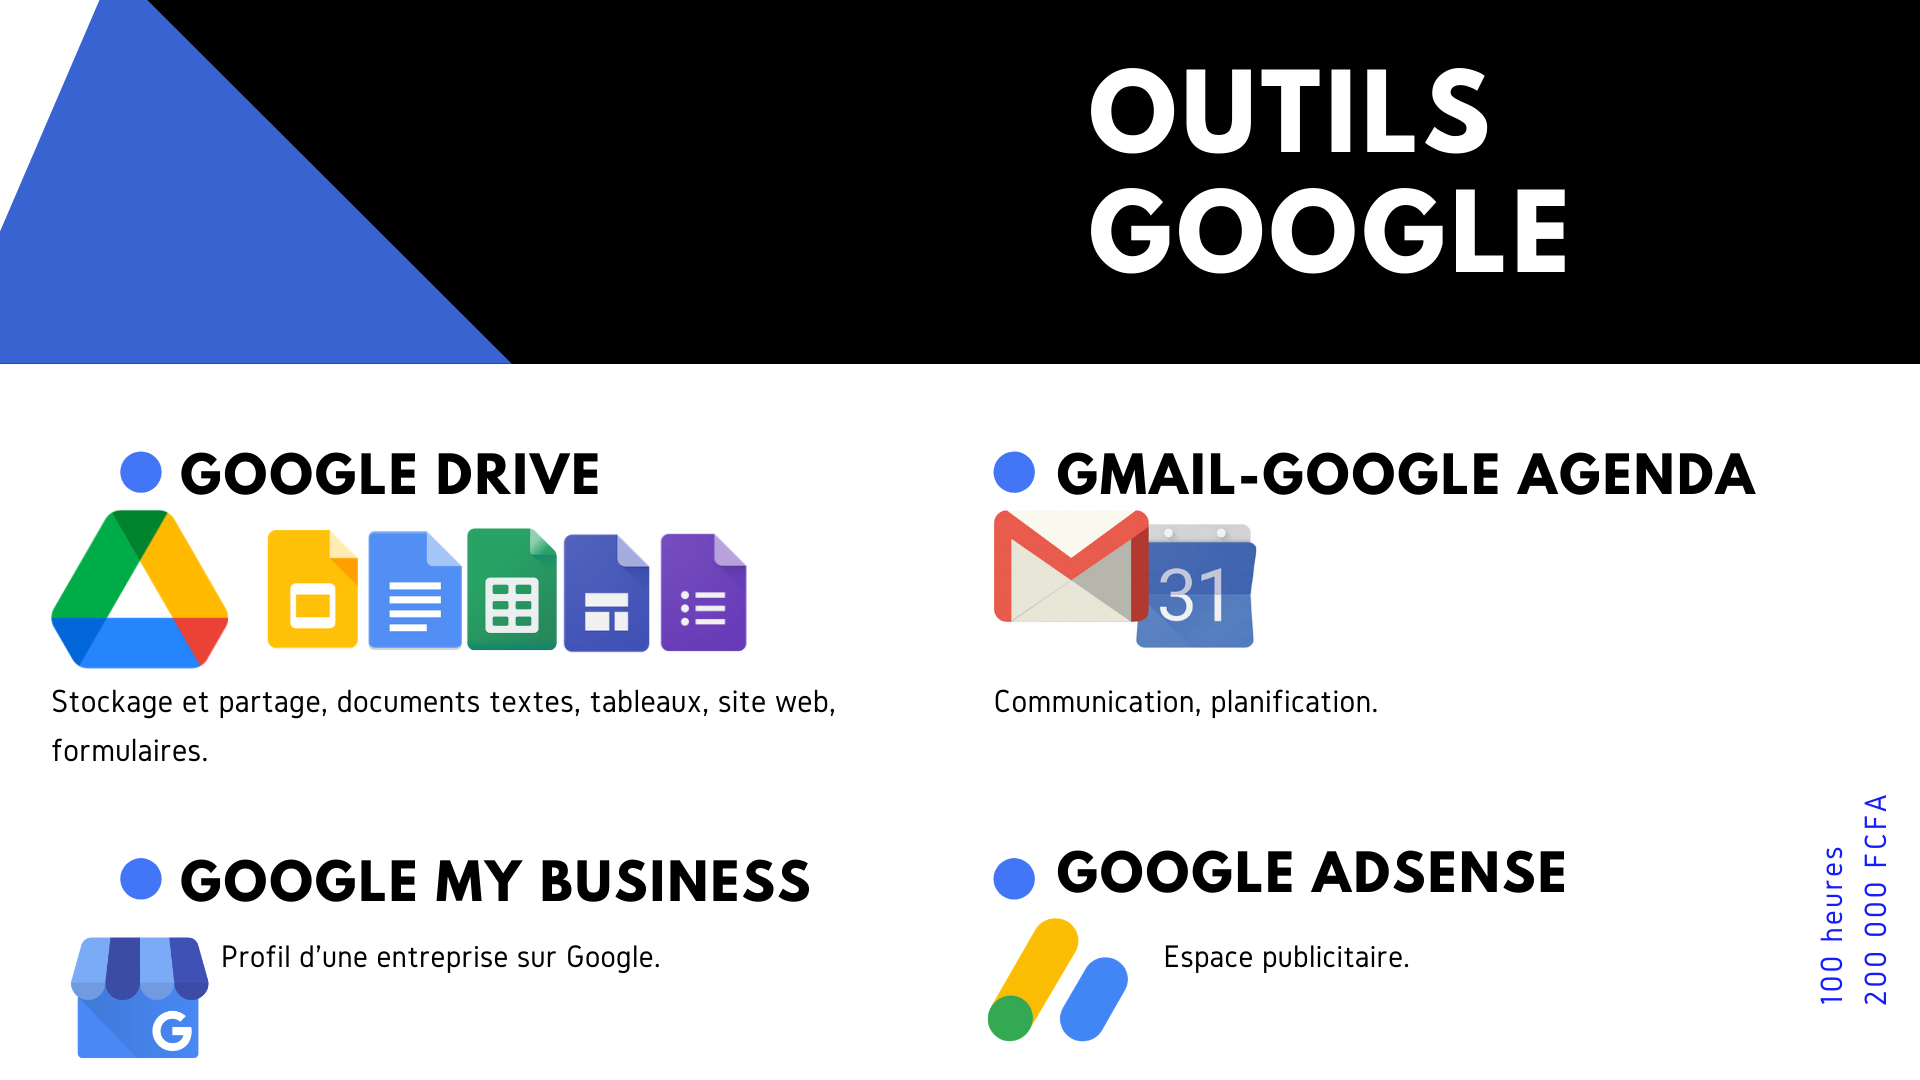 OUTILS
GOOGLE
GOOGLE DRIVE
Stockage et partage, documents textes, tableaux, site web,
formulaires.
GMAIL-GOOGLE AGENDA
31
Communication, planification.
GOOGLE MY BUSINESS
Profil d’une entreprise sur Google.
G
GOOGLE ADSENSE
Espace publicitaire.
100 heures
200 000 FCFA